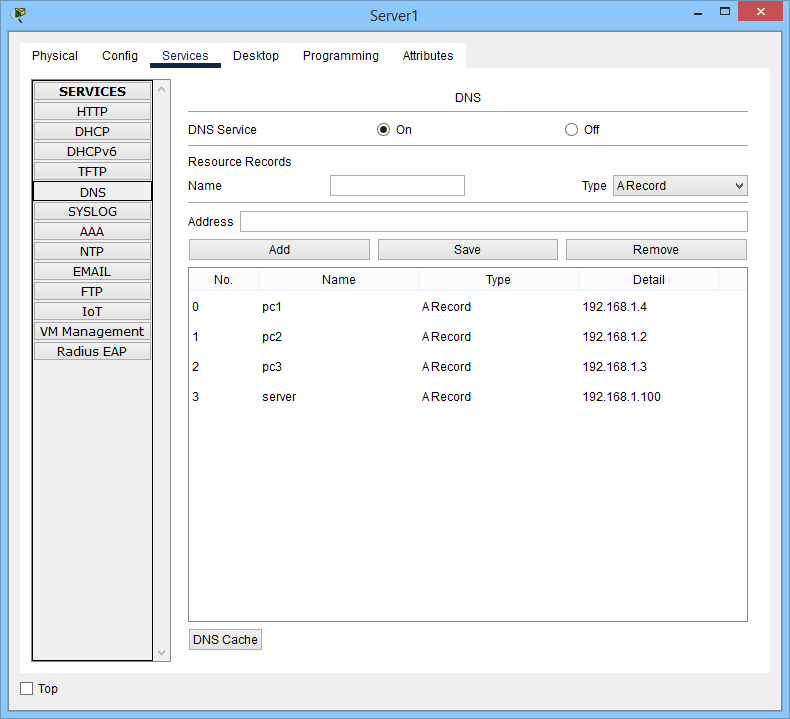 Server1
Physical Config Services Desktop Programming Attributes
SERVICES
HTTP
DHCP
DHCPv6
TFTP
DNS
SYSLOG
AAA
NTP
EMAIL
FTP
IoT
VM Management
Radius EAP
DNS
DNS Service On Off
Resource Records
Name Type A Record
Address
Add Save Remove
No. Name Type Detail
0 pc1 A Record 192.168.1.4
1 pc2 A Record 192.168.1.2
2 pc3 A Record 192.168.1.3
3 server A Record 192.168.1.100
DNS Cache
Top